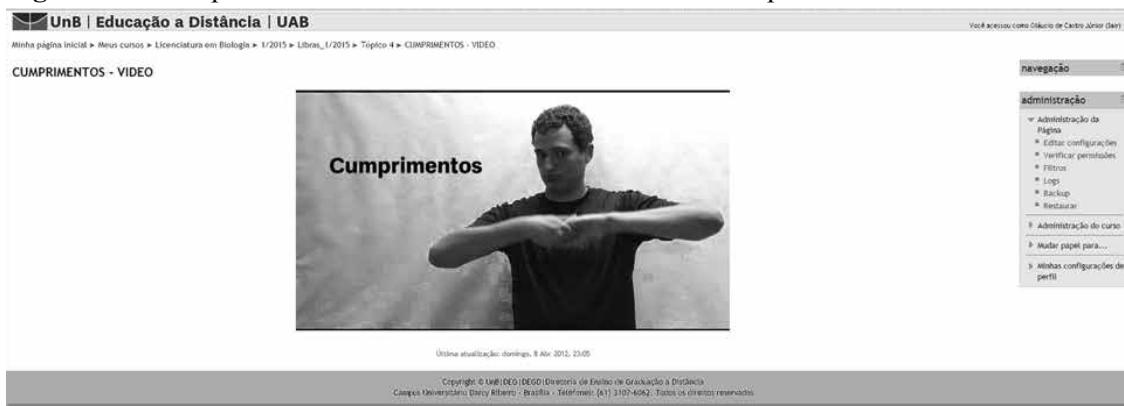 UnB | Educação a Distância | UAB
Você acessou como Gláucio de Castro Júnior (Sair)
Minha página inicial ► Meus cursos ► Licenciatura em Biologia ► 1/2015 ► Libras_1/2015 ► Tópico 4 ► CUMPRIMENTOS - VIDEO
CUMPRIMENTOS - VIDEO
Cumprimentos
Última atualização: domingo, 8 Abr 2012, 23:05
navegação
administração
Administração da
Página
Editar configurações
Verificar permissões
Filtros
Logs
Backup
Restaurar
Administração do curso
Mudar papel para...
Minhas configurações de
perfil
Copyright © UnB|DEG|DEGD|Diretoria de Ensino de Graduação a Distância
Campus Universitário Darcy Ribeiro - Brasília - Telefones: (61) 3107-6062. Todos os direitos reservados